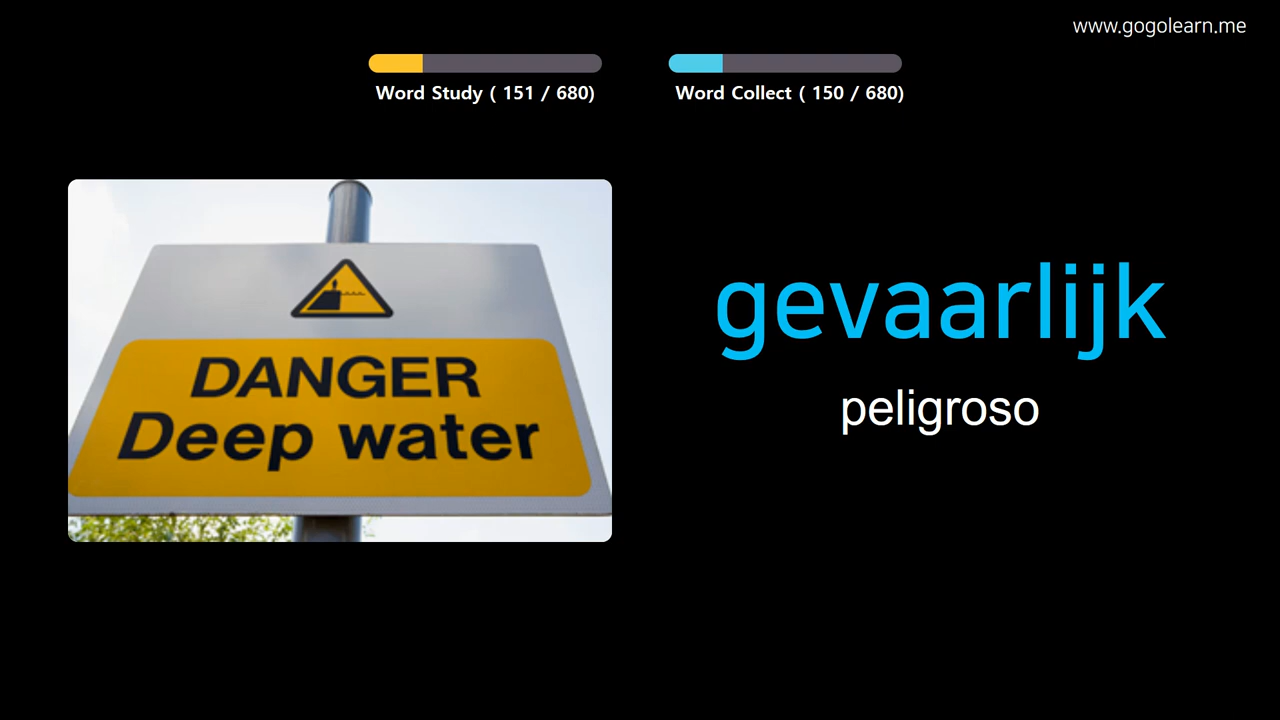 www.gogolearn.me
Word Study ( 151 / 680)
Word Collect ( 150 / 680)
DANGER
Deep water
gevaarlijk
peligroso